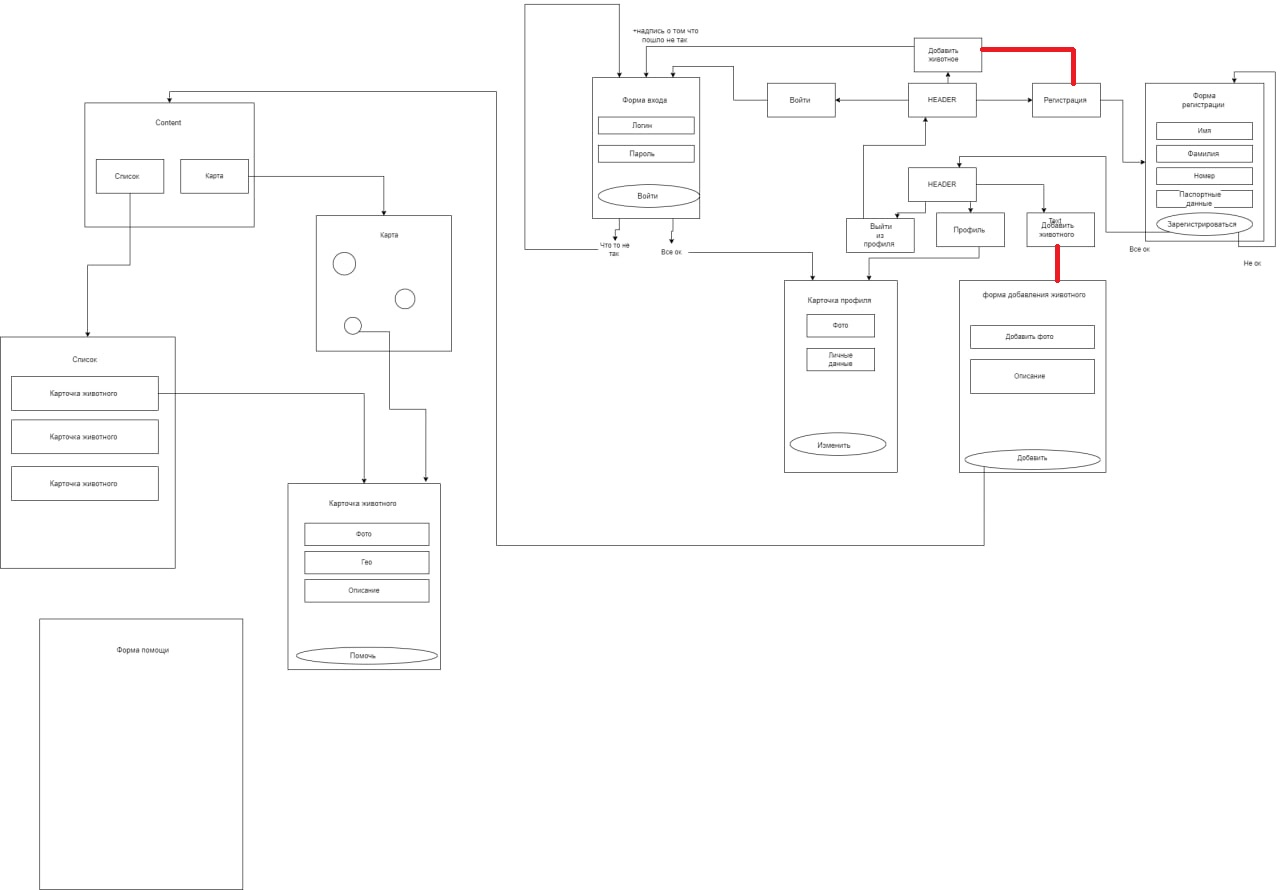 +надпись о том что
пошло не так
Добавить
животное
Форма входа
Логин
Пароль
Войти
Войти
HEADER
Регистрация
Форма
регистрации
Имя
Фамилия
Номер
Паспортные
данные
Зарегистрироваться
Content
Список
Карта
HEADER
Выйти
из
профиля
Профиль
Text
Добавить
животного
Что то не
так
Все ок
Все ок
Не ок
Карта
Карточка профиля
Фото
Личные
данные
Изменить
форма добавления животного
Добавить фото
Описание
Добавить
Список
Карточка животного
Карточка животного
Карточка животного
Карточка животного
Фото
Гео
Описание
Помочь
Форма помощи